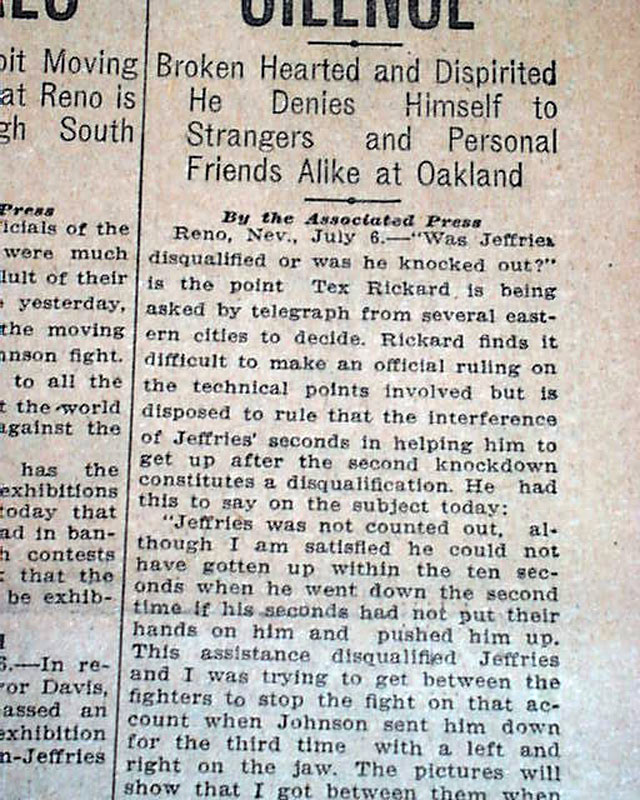 SILENCE
Broken Hearted and Dispirited
He Denies Himself to
Strangers and Personal
Friends Alike at Oakland
By the Associated Press
Reno, Nev., July 6.—"Was Jeffries
disqualified or was he knocked out?"
is the point Tex Rickard is being
asked by telegraph from several east-
ern cities to decide. Rickard finds it
difficult to make an official ruling on
the technical points involved but is
disposed to rule that the interference
of Jeffries' seconds in helping him to
get up after the second knockdown
constitutes a disqualification. He had
this to say on the subject today:
"Jeffries was not counted out, al-
though I am satisfied he could not
have gotten up within the ten sec-
onds when he went down the second
time if his seconds had not put their
hands on him and pushed him up.
This assistance disqualified Jeffries
and I was trying to get between the
fighters to stop the fight on that ac-
count when Johnson sent him down
for the third time with a left and
right on the jaw. The pictures will
show that I got between them when
bit Moving
at Reno is
gh South
Press
icials of the
were much
ult of their
yesterday,
the moving
nson fight.
to all the
t the world
against the
has the
exhibitions
today that
ad in ban-
h contests
that the
be exhib-
6.—In re-
or Davis,
assed an
exhibition
n-Jeffries